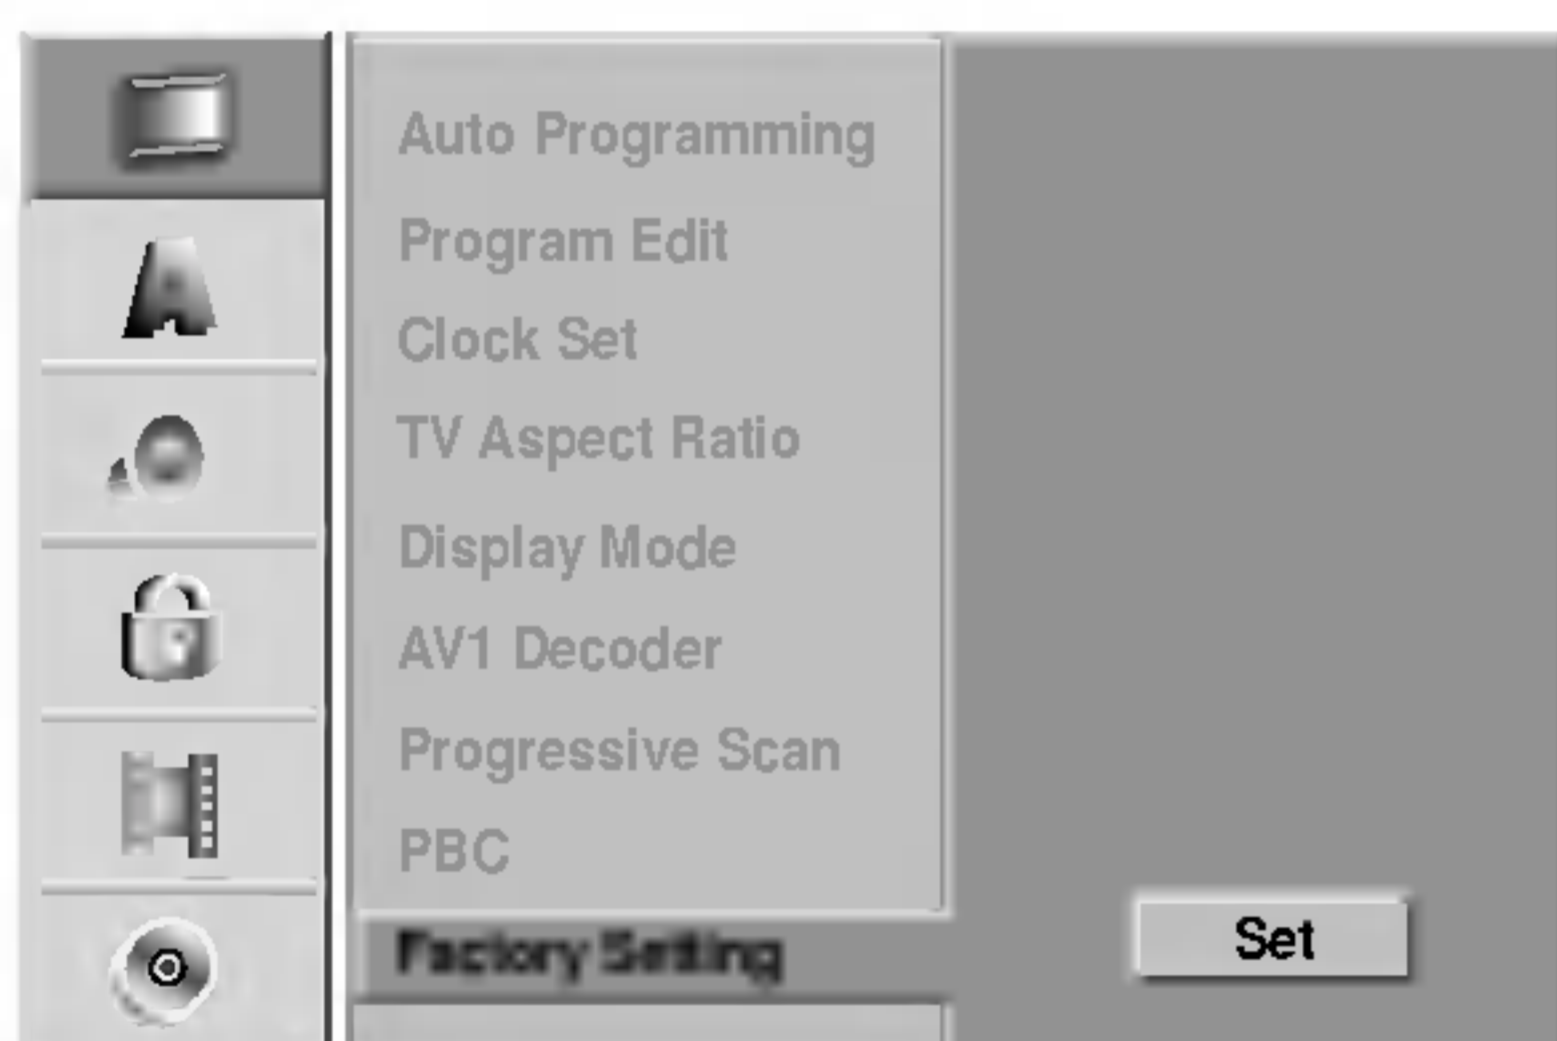 Auto Programming
Program Edit
Clock Set
TV Aspect Ratio
Display Mode
AV1 Decoder
Progressive Scan
PBC
Factory Setting
Set